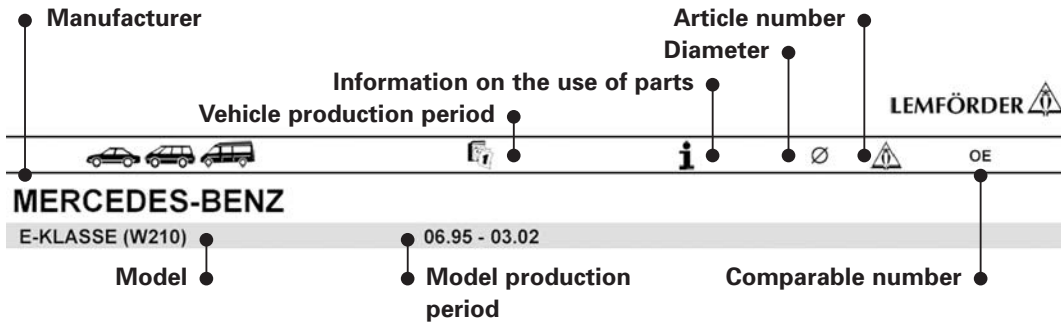 Manufacturer
Article number
Diameter
Information on the use of parts
Vehicle production period
LEMFÖRDER
1 i Ø OE
MERCEDES-BENZ
E-KLASSE (W210) 06.95 - 03.02
Model
Model production
period
Comparable number